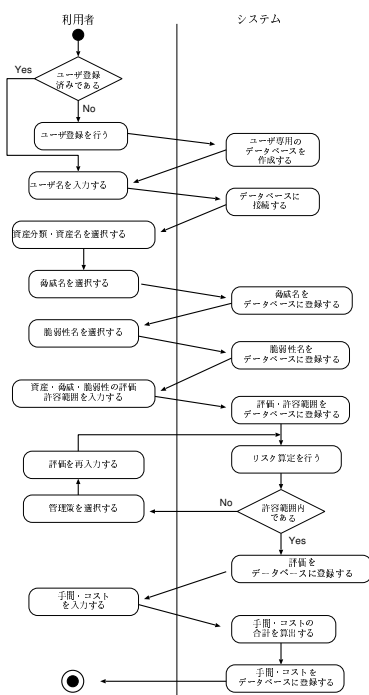 利用者
システム
Yes
ユーザ登録
済みである
No
ユーザ登録を行う
ユーザ専用の
データベースを
作成する
ユーザ名を入力する
データベースに
接続する
資産分類・資産名を選択する
脅威名を選択する
脅威名を
データベースに登録する
脆弱性名を選択する
脆弱性名を
データベースに登録する
資産・脅威・脆弱性の評価
許容範囲を入力する
評価・許容範囲を
データベースに登録する
評価を再入力する
リスク算定を行う
管理策を選択する
No
許容範囲内
である
Yes
評価を
データベースに登録する
手間・コスト
を入力する
手間・コストの
合計を算出する
手間・コストを
データベースに登録する